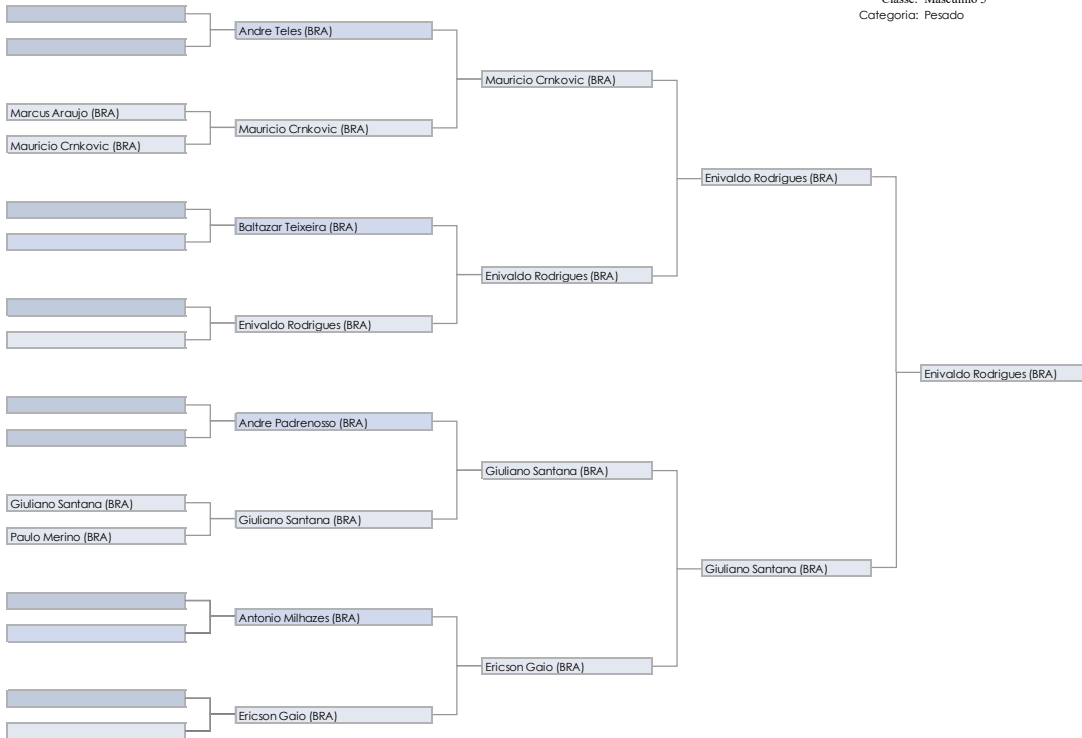 Classe: Masculino 3
Categoria: Pesado
Andre Teles (BRA)
Mauricio Crnkovic (BRA)
Marcus Araujo (BRA)
Mauricio Crnkovic (BRA)
Mauricio Crnkovic (BRA)
Enivaldo Rodrigues (BRA)
Baltazar Teixeira (BRA)
Enivaldo Rodrigues (BRA)
Enivaldo Rodrigues (BRA)
Enivaldo Rodrigues (BRA)
Andre Padrenosso (BRA)
Giuliano Santana (BRA)
Giuliano Santana (BRA)
Giuliano Santana (BRA)
Paulo Merino (BRA)
Giuliano Santana (BRA)
Antonio Milhazes (BRA)
Ericson Gaio (BRA)
Ericson Gaio (BRA)